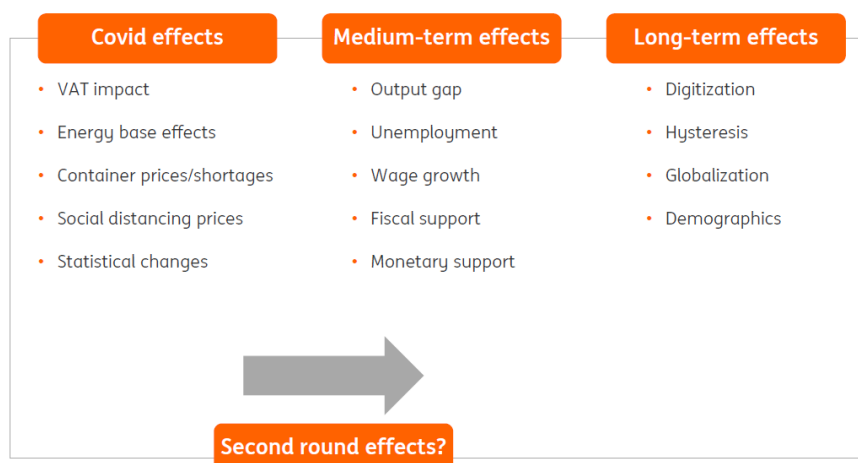 Covid effects
• VAT impact
• Energy base effects
• Container prices/shortages
• Social distancing prices
• Statistical changes
Medium-term effects
• Output gap
• Unemployment
• Wage growth
• Fiscal support
• Monetary support
Long-term effects
• Digitization
• Hysteresis
• Globalization
• Demographics
Second round effects?